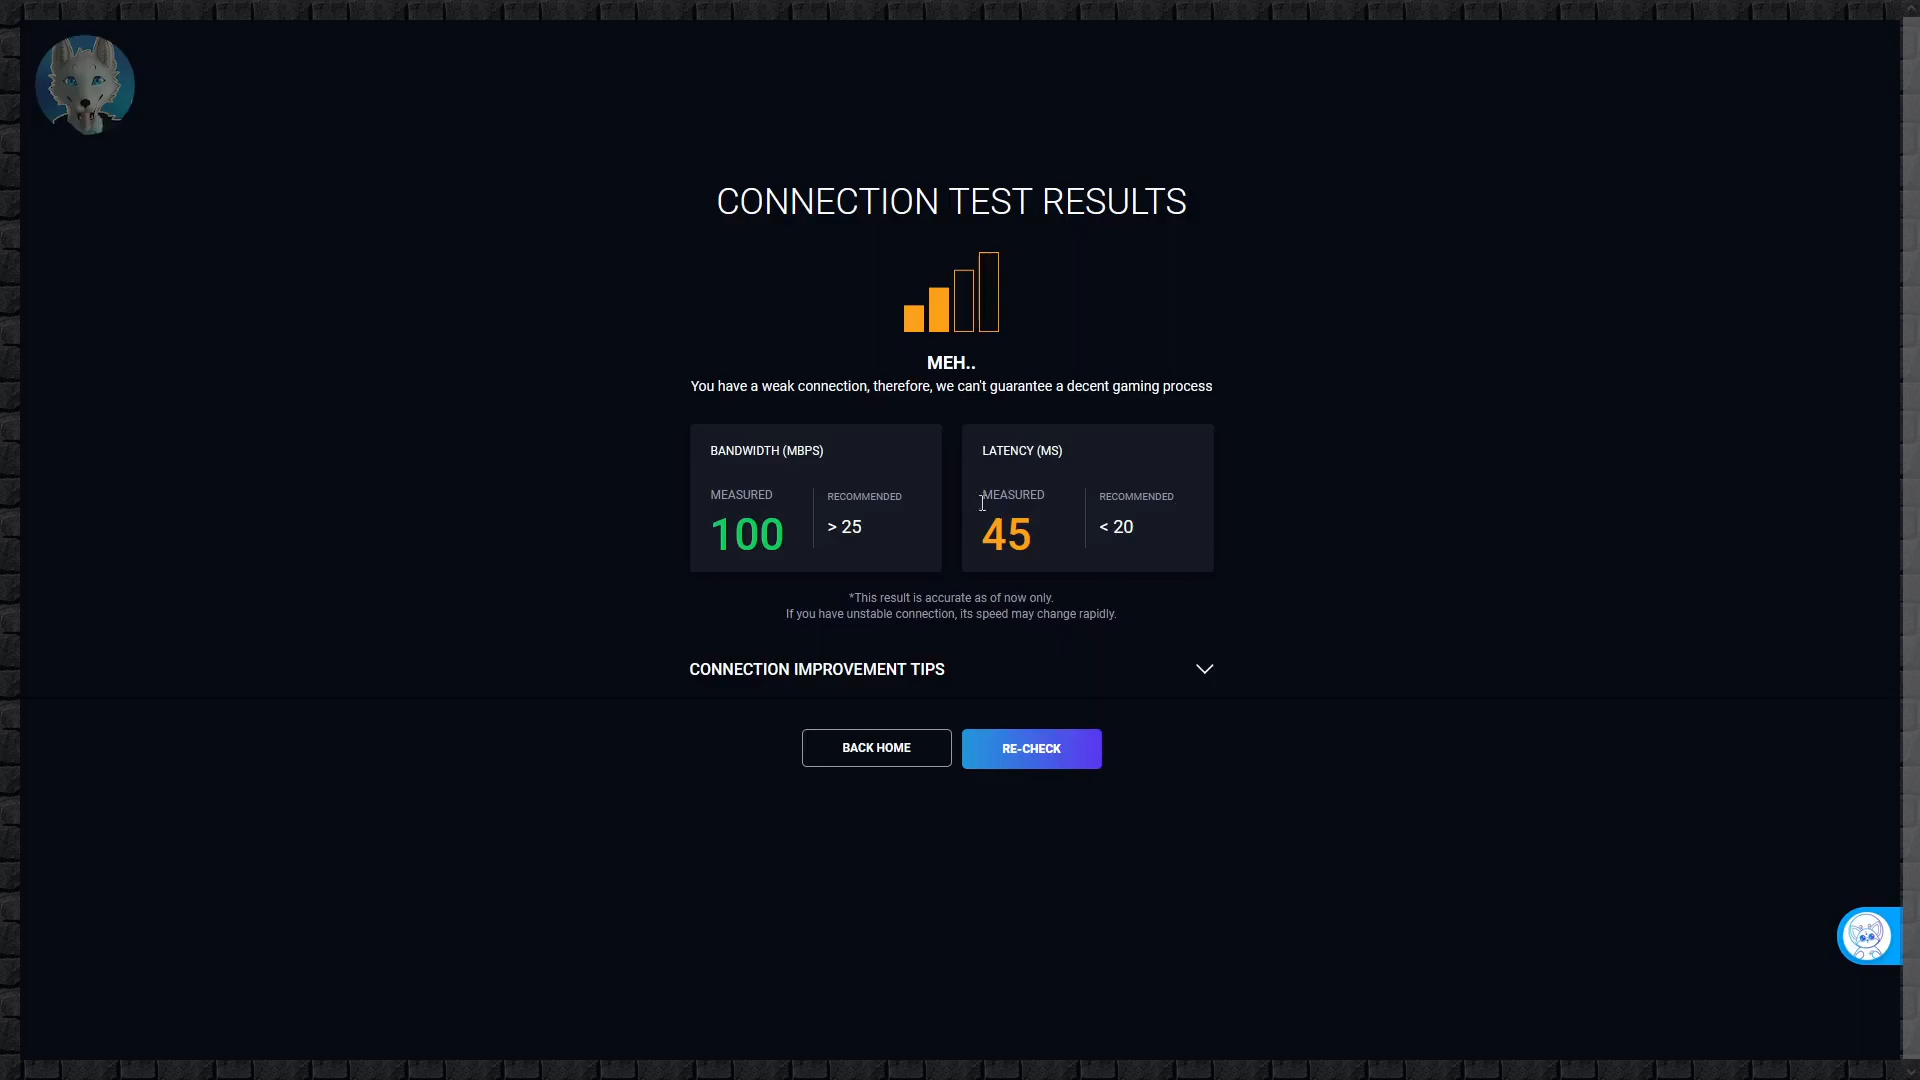 CONNECTION TEST RESULTS
MEH..
You have a weak connection, therefore, we can't guarantee a decent gaming process
BANDWIDTH (MBPS)
MEASURED
RECOMMENDED
100
> 25
LATENCY (MS)
MEASURED
RECOMMENDED
45
< 20
*This result is accurate as of now only.
If you have unstable connection, its speed may change rapidly.
CONNECTION IMPROVEMENT TIPS
BACK HOME
RE-CHECK